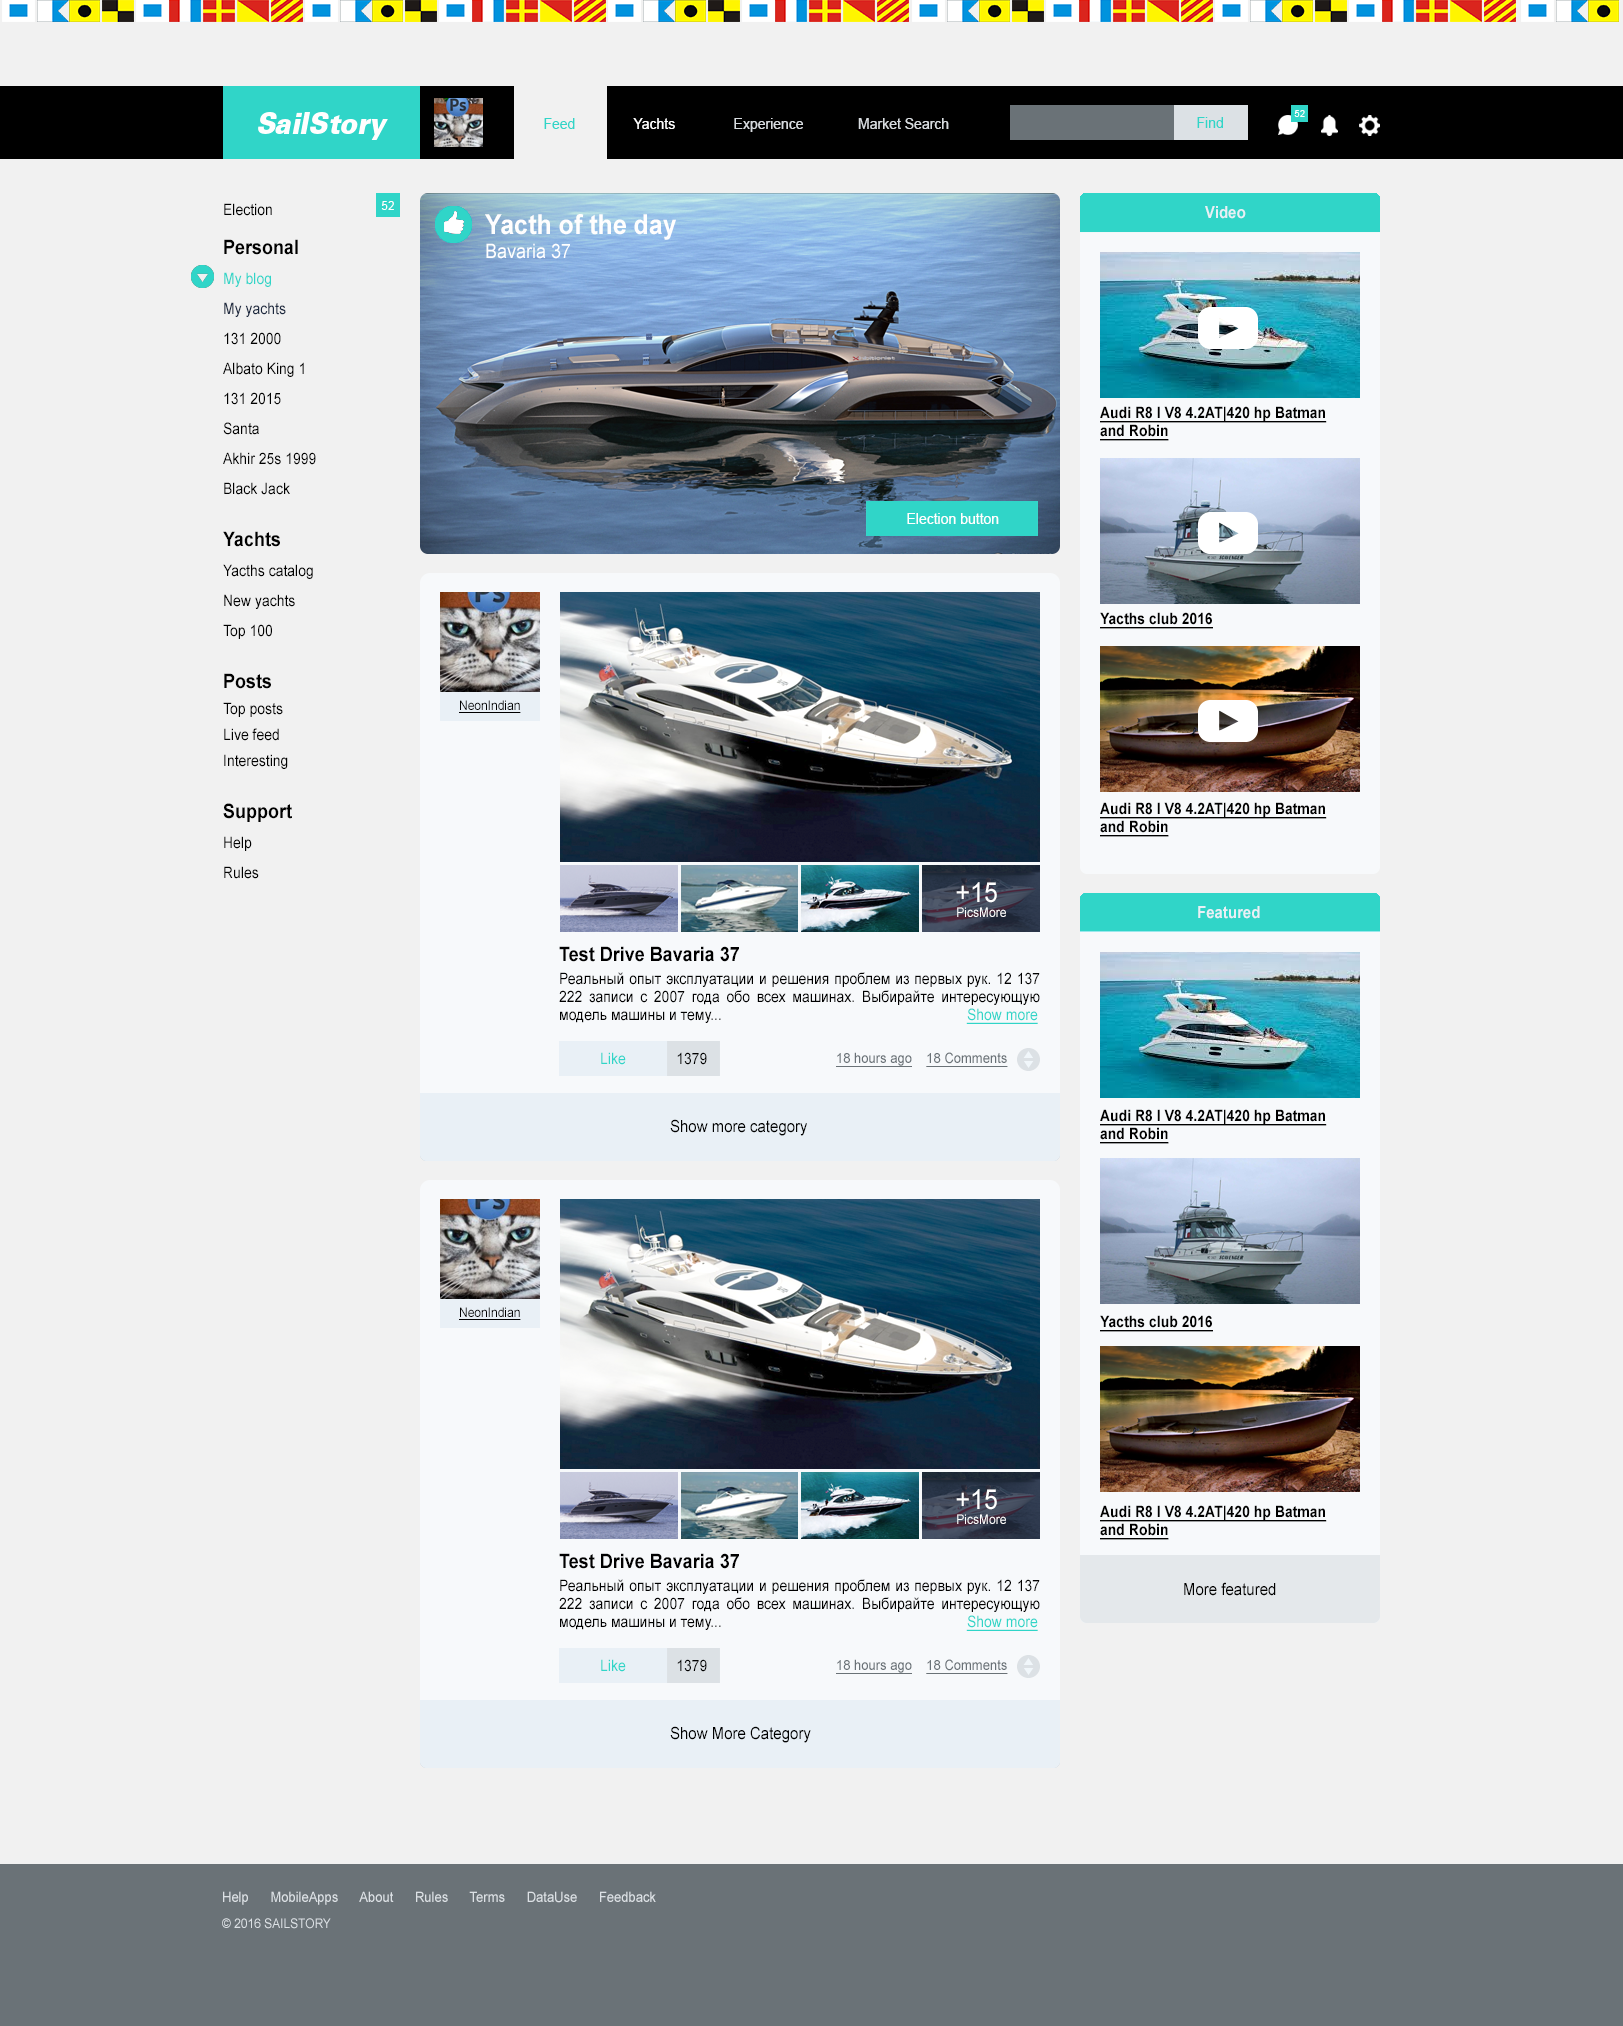 SailStory
Ps
Feed
Yachts
Experience
Market Search
Find
52
Election
52
Personal
My blog
My yachts
131 2000
Albato King 1
131 2015
Santa
Akhir 25s 1999
Black Jack
Yachts
Yacths catalog
New yachts
Top 100
Posts
Top posts
Live feed
Interesting
Support
Help
Rules
Yacth of the day
Bavaria 37
Election button
Ps
NeonIndian
+15
PicsMore
Test Drive Bavaria 37
Реальный опыт эксплуатации и решения проблем из первых рук. 12 137
222 записи с 2007 года обо всех машинах. Выбирайте интересующую
модель машины и тему...
Show more
Like
1379
18 hours ago
18 Comments
Show more category
Ps
NeonIndian
+15
PicsMore
Test Drive Bavaria 37
Реальный опыт эксплуатации и решения проблем из первых рук. 12 137
222 записи с 2007 года обо всех машинах. Выбирайте интересующую
модель машины и тему...
Show more
Like
1379
18 hours ago
18 Comments
Show More Category
Video
Audi R8 I V8 4.2AT|420 hp Batman
and Robin
SCAVENGER
Yacths club 2016
Audi R8 I V8 4.2AT|420 hp Batman
and Robin
Featured
Audi R8 I V8 4.2AT|420 hp Batman
and Robin
SCAVENGER
Yacths club 2016
Audi R8 I V8 4.2AT|420 hp Batman
and Robin
More featured
Help
MobileApps
About
Rules
Terms
DataUse
Feedback
© 2016 SAILSTORY